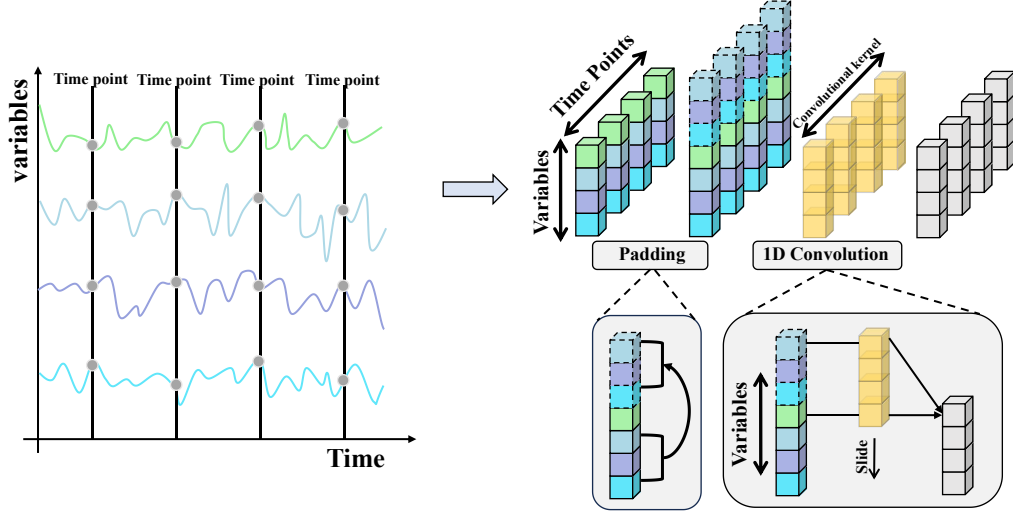 variables
Time point
Time point
Time point
Time point
Time
Time Points
Variables
Convolutional kernel
Padding
1D Convolution
Variables
Slide